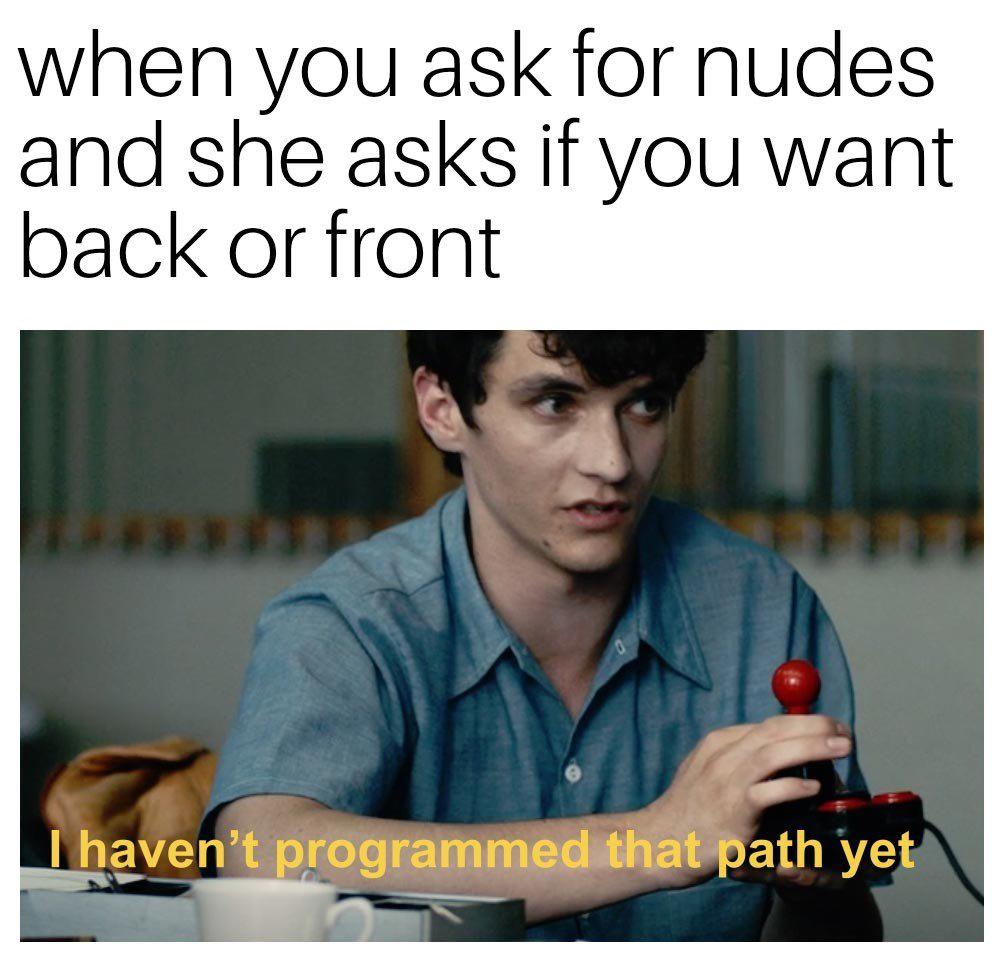 when you ask for nudes
and she asks if you want
back or front
I haven’t programmed that path yet